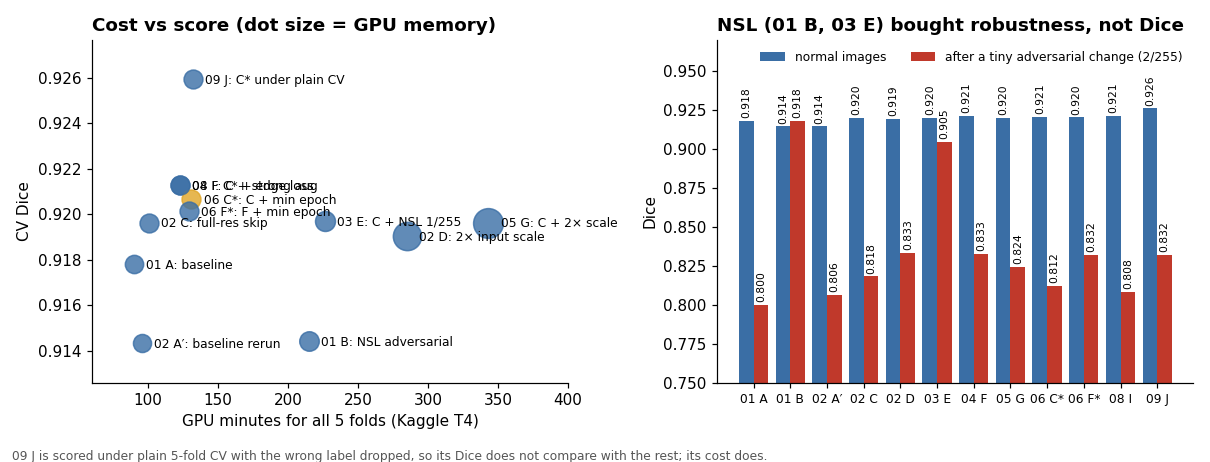 Cost vs score (dot size = GPU memory)
CV Dice
0.926
0.924
0.922
0.920
0.918
0.916
0.914
09 J: C* under plain CV
06 C*: C + min epoch
06 F*: F + min epoch
02 C: full-res skip
03 E: C + NSL 1/255
05 G: C + 2× scale
02 D: 2× input scale
01 A: baseline
02 A′: baseline rerun
01 B: NSL adversarial
100
150
200
250
300
350
400
GPU minutes for all 5 folds (Kaggle T4)
NSL (01 B, 03 E) bought robustness, not Dice
normal images
after a tiny adversarial change (2/255)
Dice
0.950
0.925
0.900
0.875
0.850
0.825
0.800
0.775
0.750
0.918
0.800
0.914
0.918
0.914
0.806
0.920
0.818
0.919
0.833
0.920
0.905
0.921
0.833
0.920
0.824
0.921
0.812
0.920
0.832
0.921
0.808
0.926
0.832
01 A
01 B
02 A′
02 C
02 D
03 E
04 F
05 G
06 C*
06 F*
08 I
09 J
09 J is scored under plain 5-fold CV with the wrong label dropped, so its Dice does not compare with the rest; its cost does.